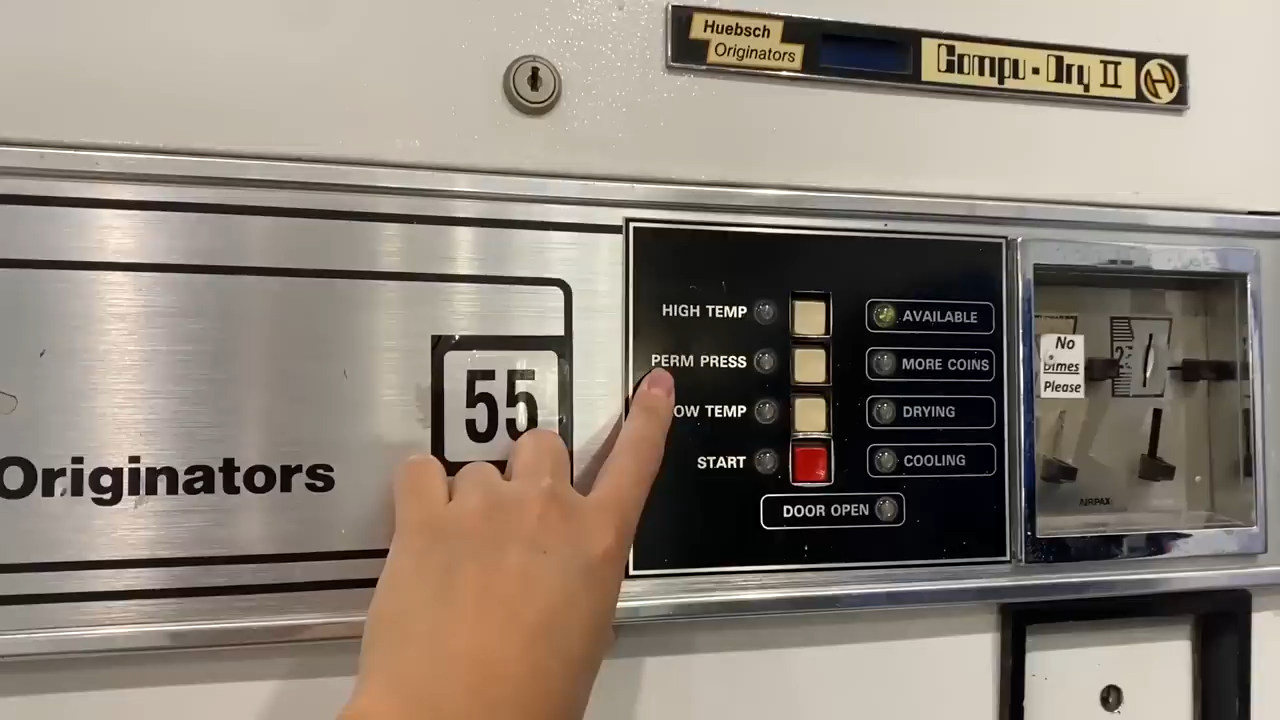 Huebsch
Originators
Compu-Dry II
55
Originators
HIGH TEMP
PERM PRESS
OW TEMP
START
AVAILABLE
MORE COINS
DRYING
COOLING
DOOR OPEN
No
Dimes
Please
AIRPAX